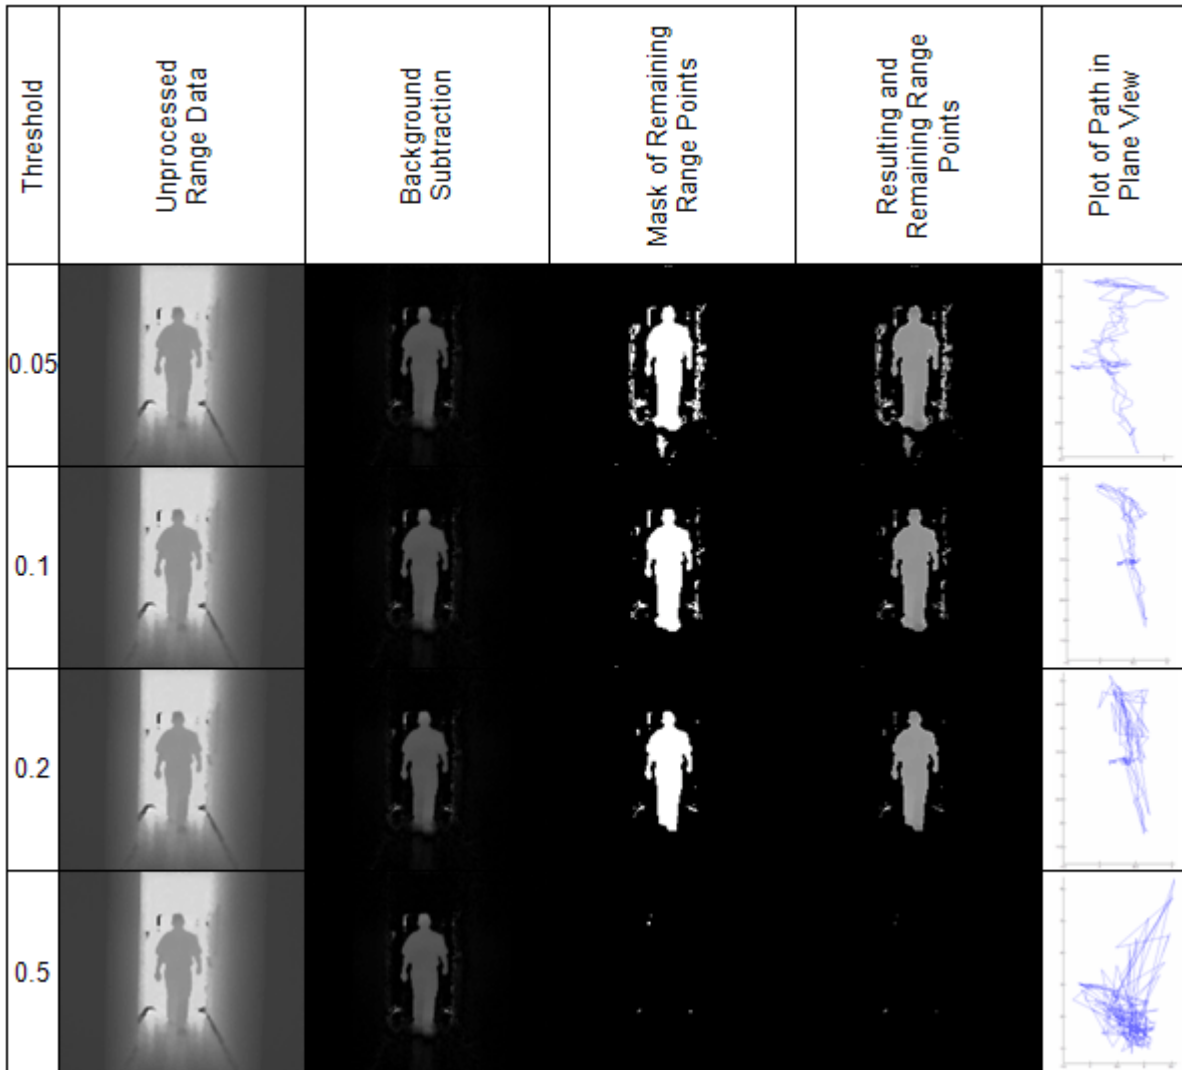 Threshold
Unprocessed
Range Data
Background
Subtraction
Mask of Remaining
Range Points
Resulting and
Remaining Range
Points
Plot of Path in
Plane View
0.05
0.1
0.2
0.5